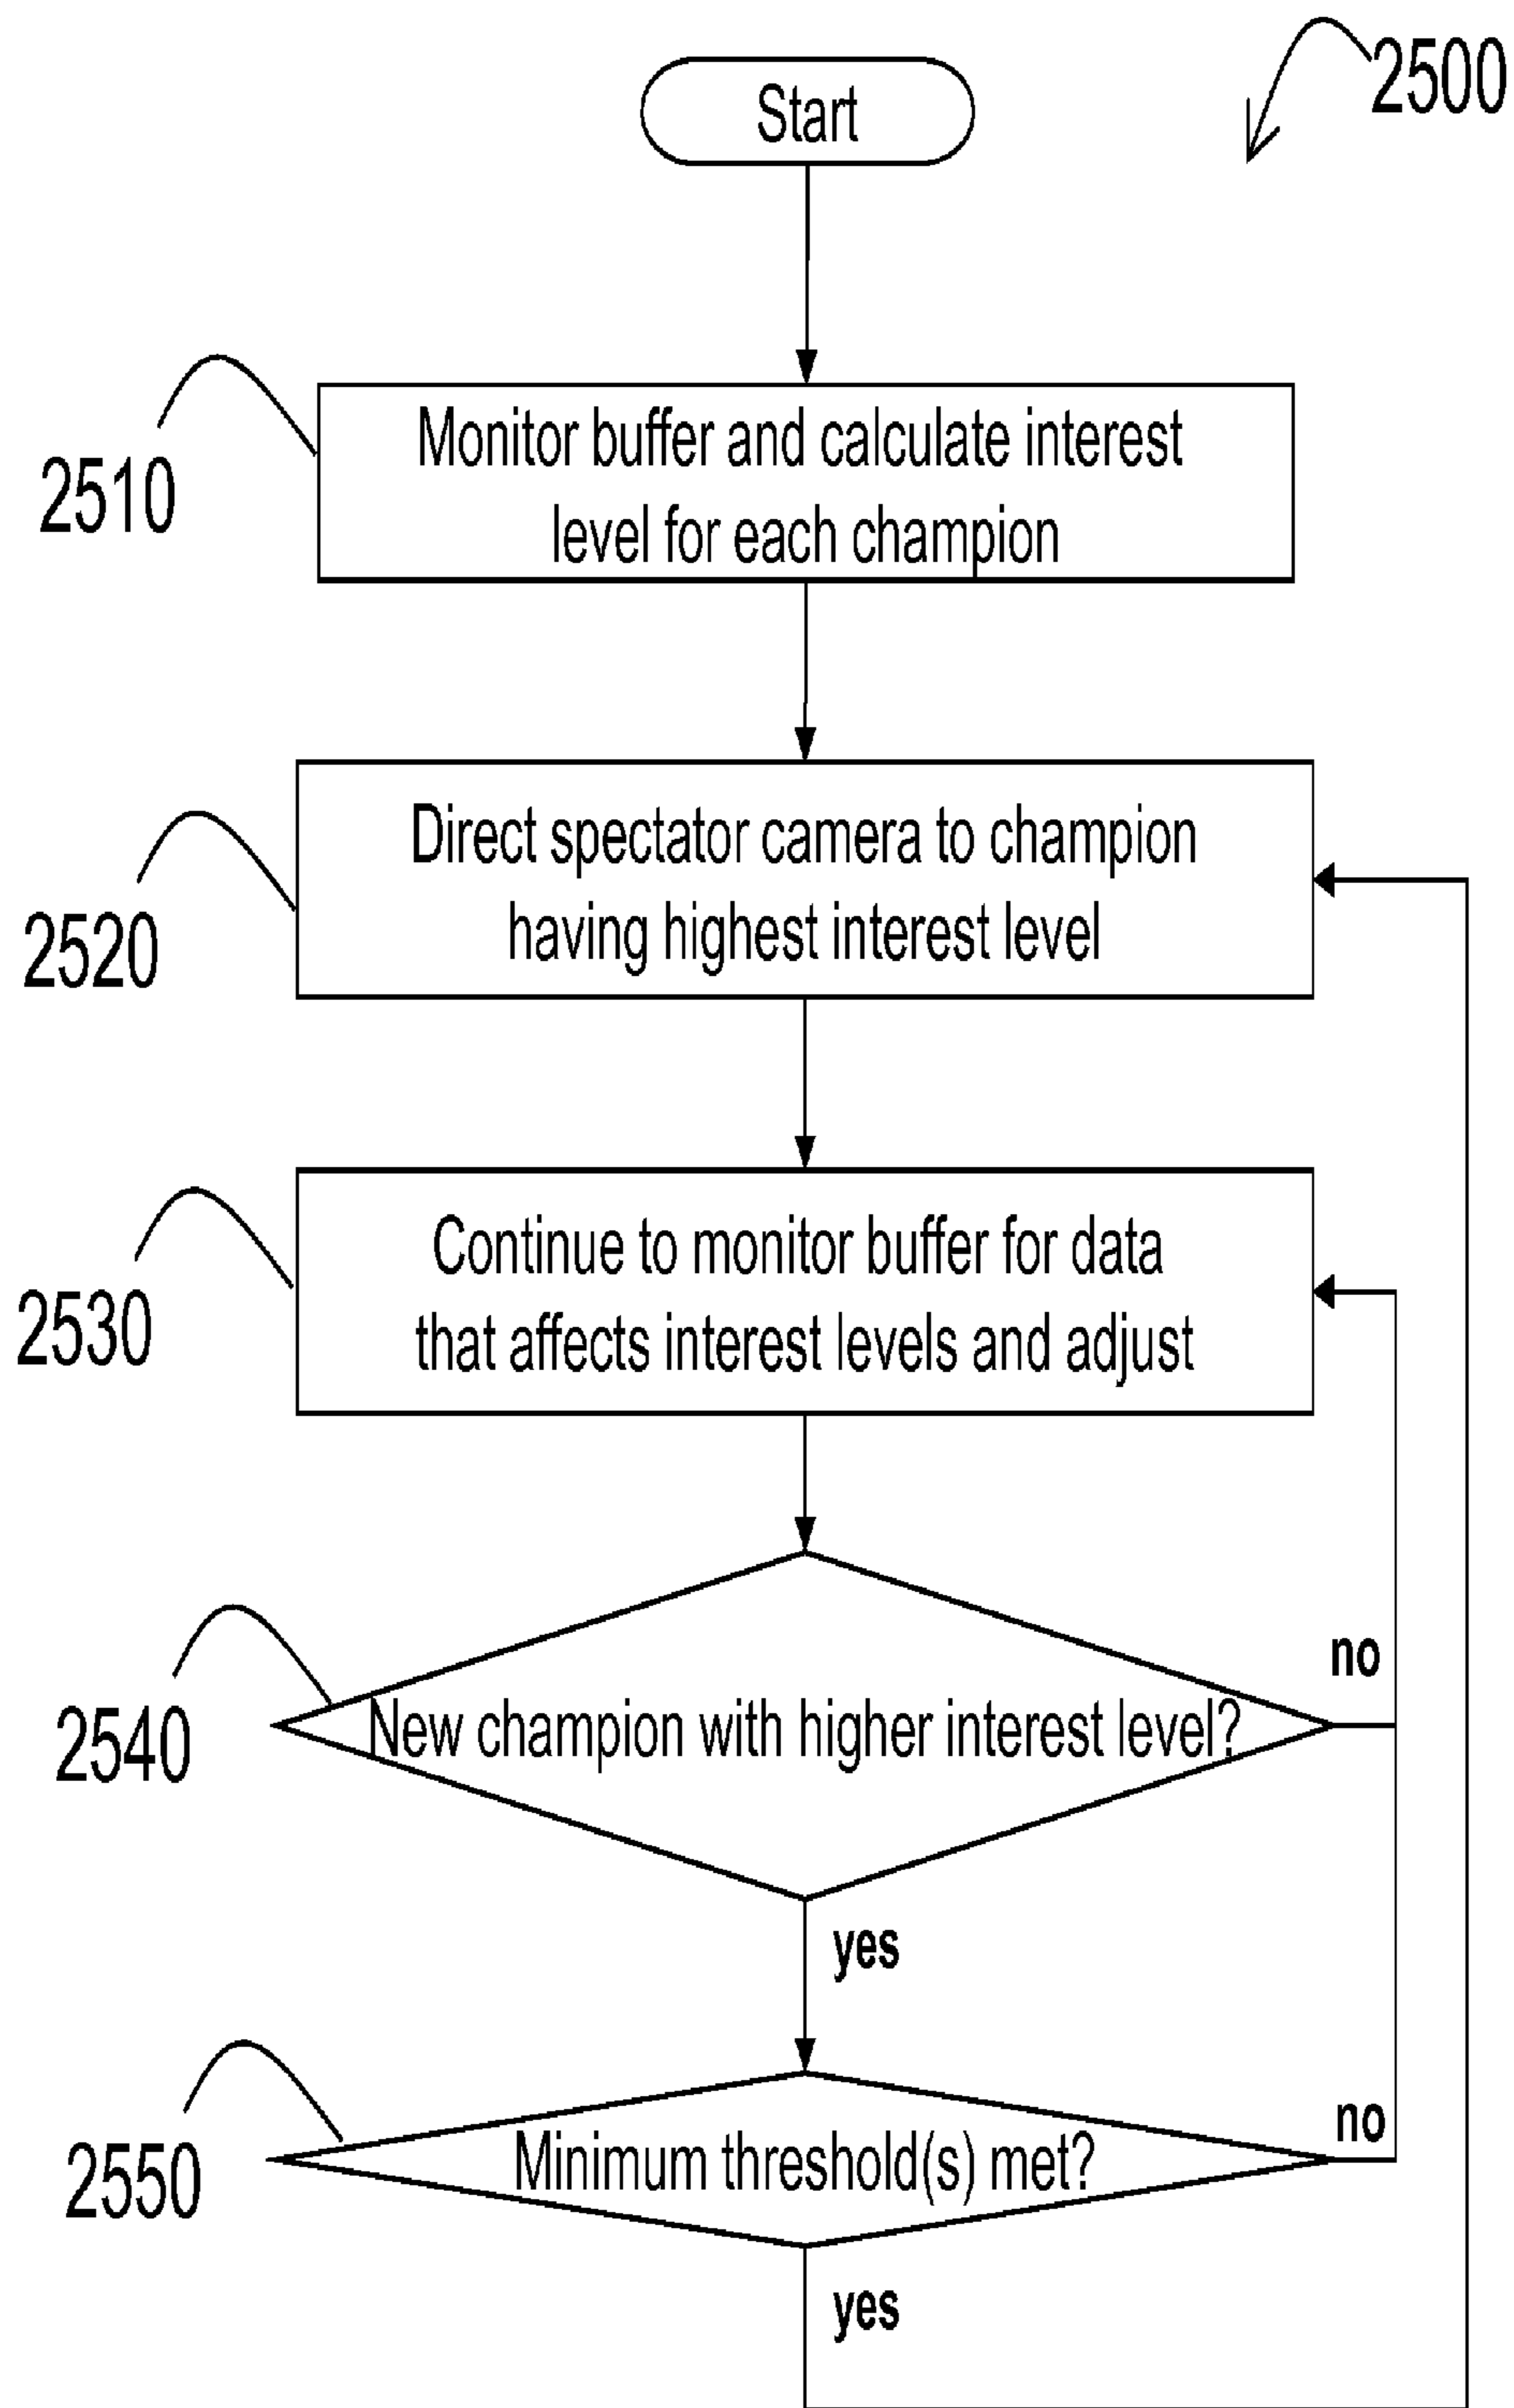 2500
Start
2510
Monitor buffer and calculate interest
level for each champion
2520
Direct spectator camera to champion
having highest interest level
2530
Continue to monitor buffer for data
that affects interest levels and adjust
2540
New champion with higher interest level?
no
yes
2550
Minimum threshold(s) met?
no
yes